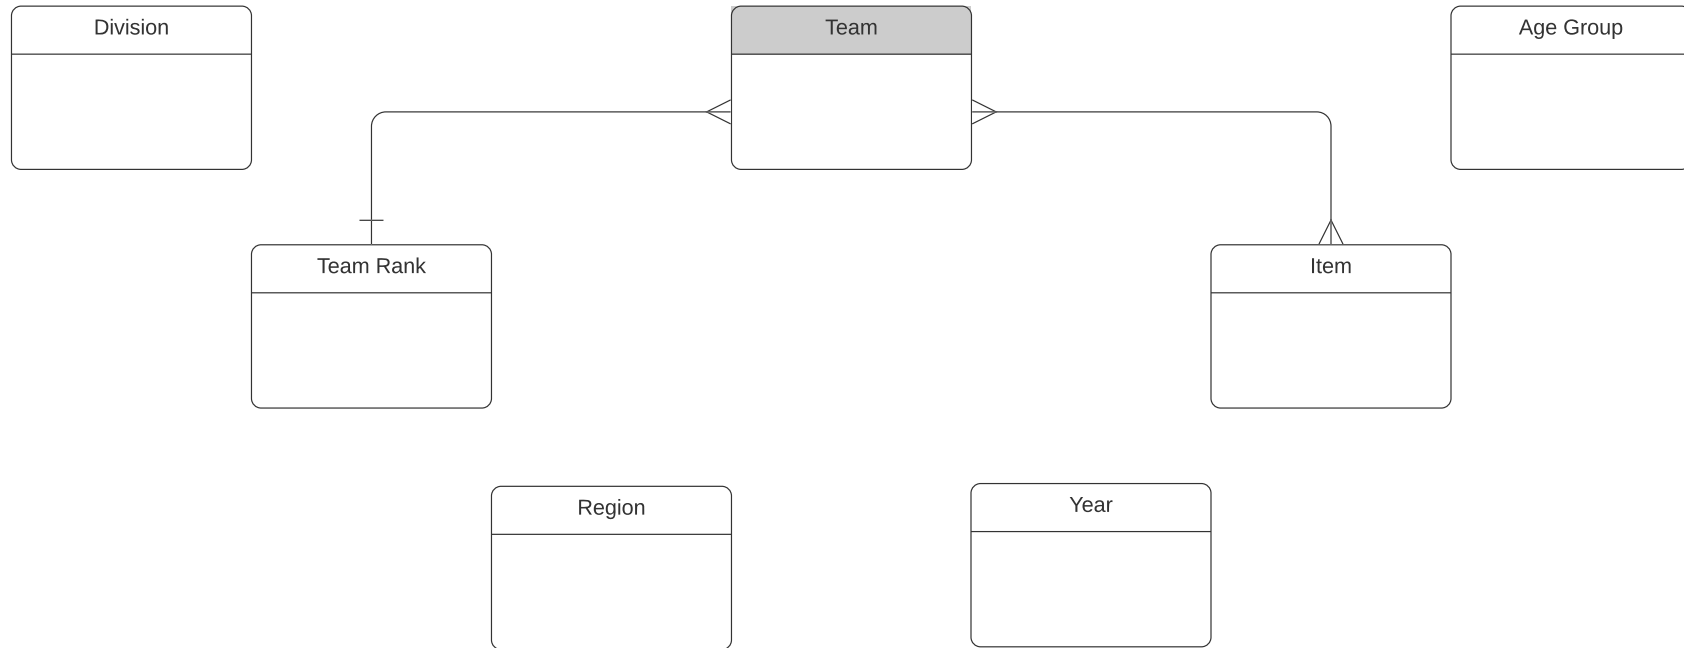 Division
Team
Age Group
Team Rank
Item
Region
Year